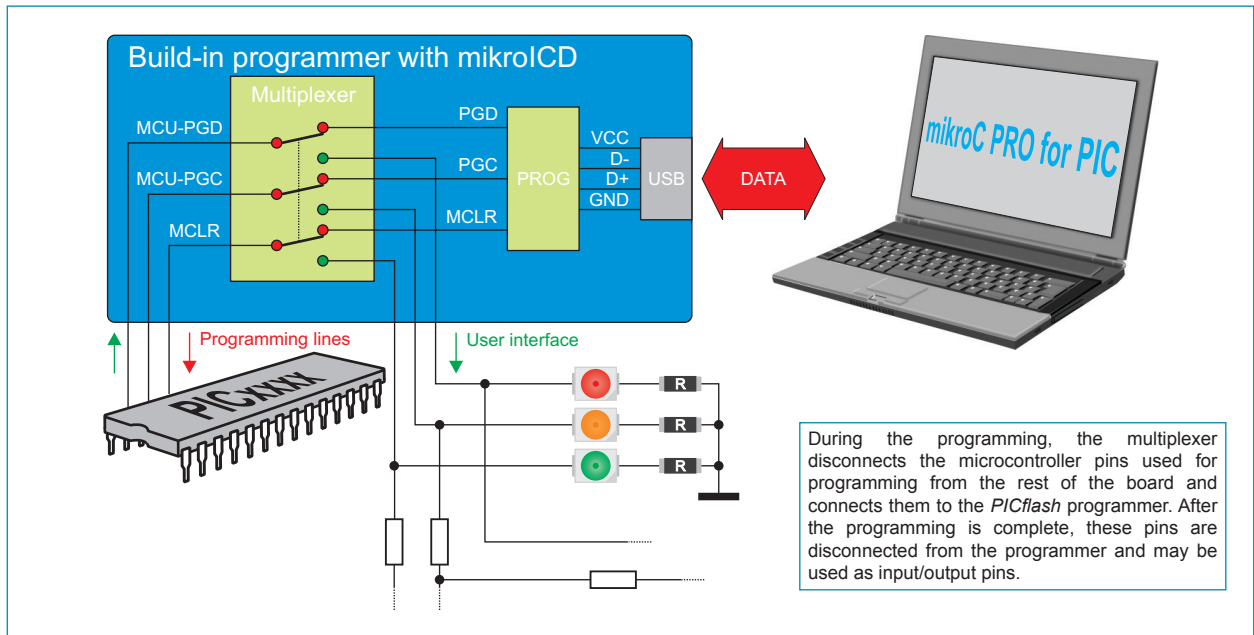 Build-in programmer with mikroICD
Multiplexer
MCU-PGD
MCU-PGC
MCLR
PGD
PGC
MCLR
PROG
VCC
D-
D+
GND
USB
DATA
mikroC PRO for PIC
Programming lines
User interface
PICxxxx
R
R
R
During the programming, the multiplexer
disconnects the microcontroller pins used for
programming from the rest of the board and
connects them to the PICflash programmer. After
the programming is complete, these pins are
disconnected from the programmer and may be
used as input/output pins.